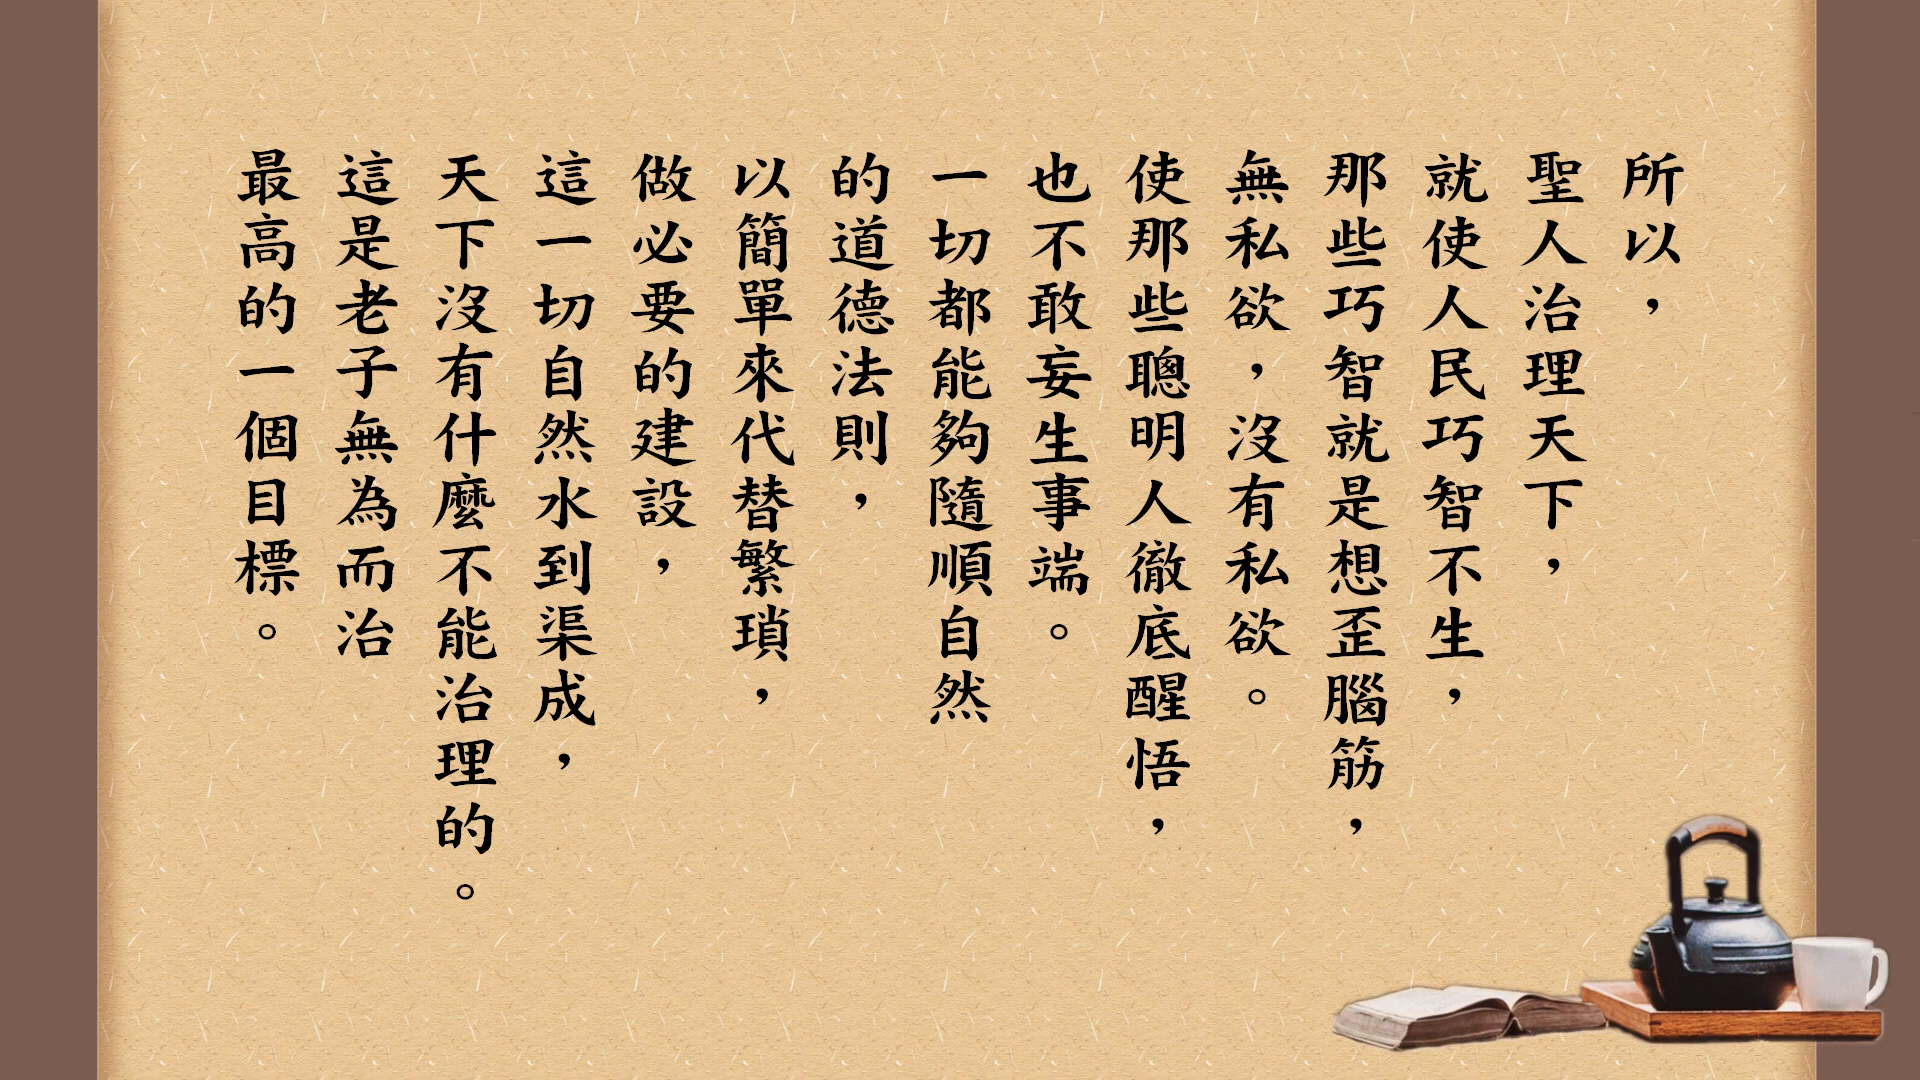 所以，
聖人治理天下，
就使人民巧智不生，
那些巧智就是想歪腦筋，
無私欲，沒有私欲。
使那些聰明人徹底醒悟，
也不敢妄生事端。
一切都能夠隨順自然
的道德法則，
以簡單來代替繁瑣，
做必要的建設，
這一切自然水到渠成，
天下沒有什麼不能治理的。
這是老子無為而治
最高的一個目標。